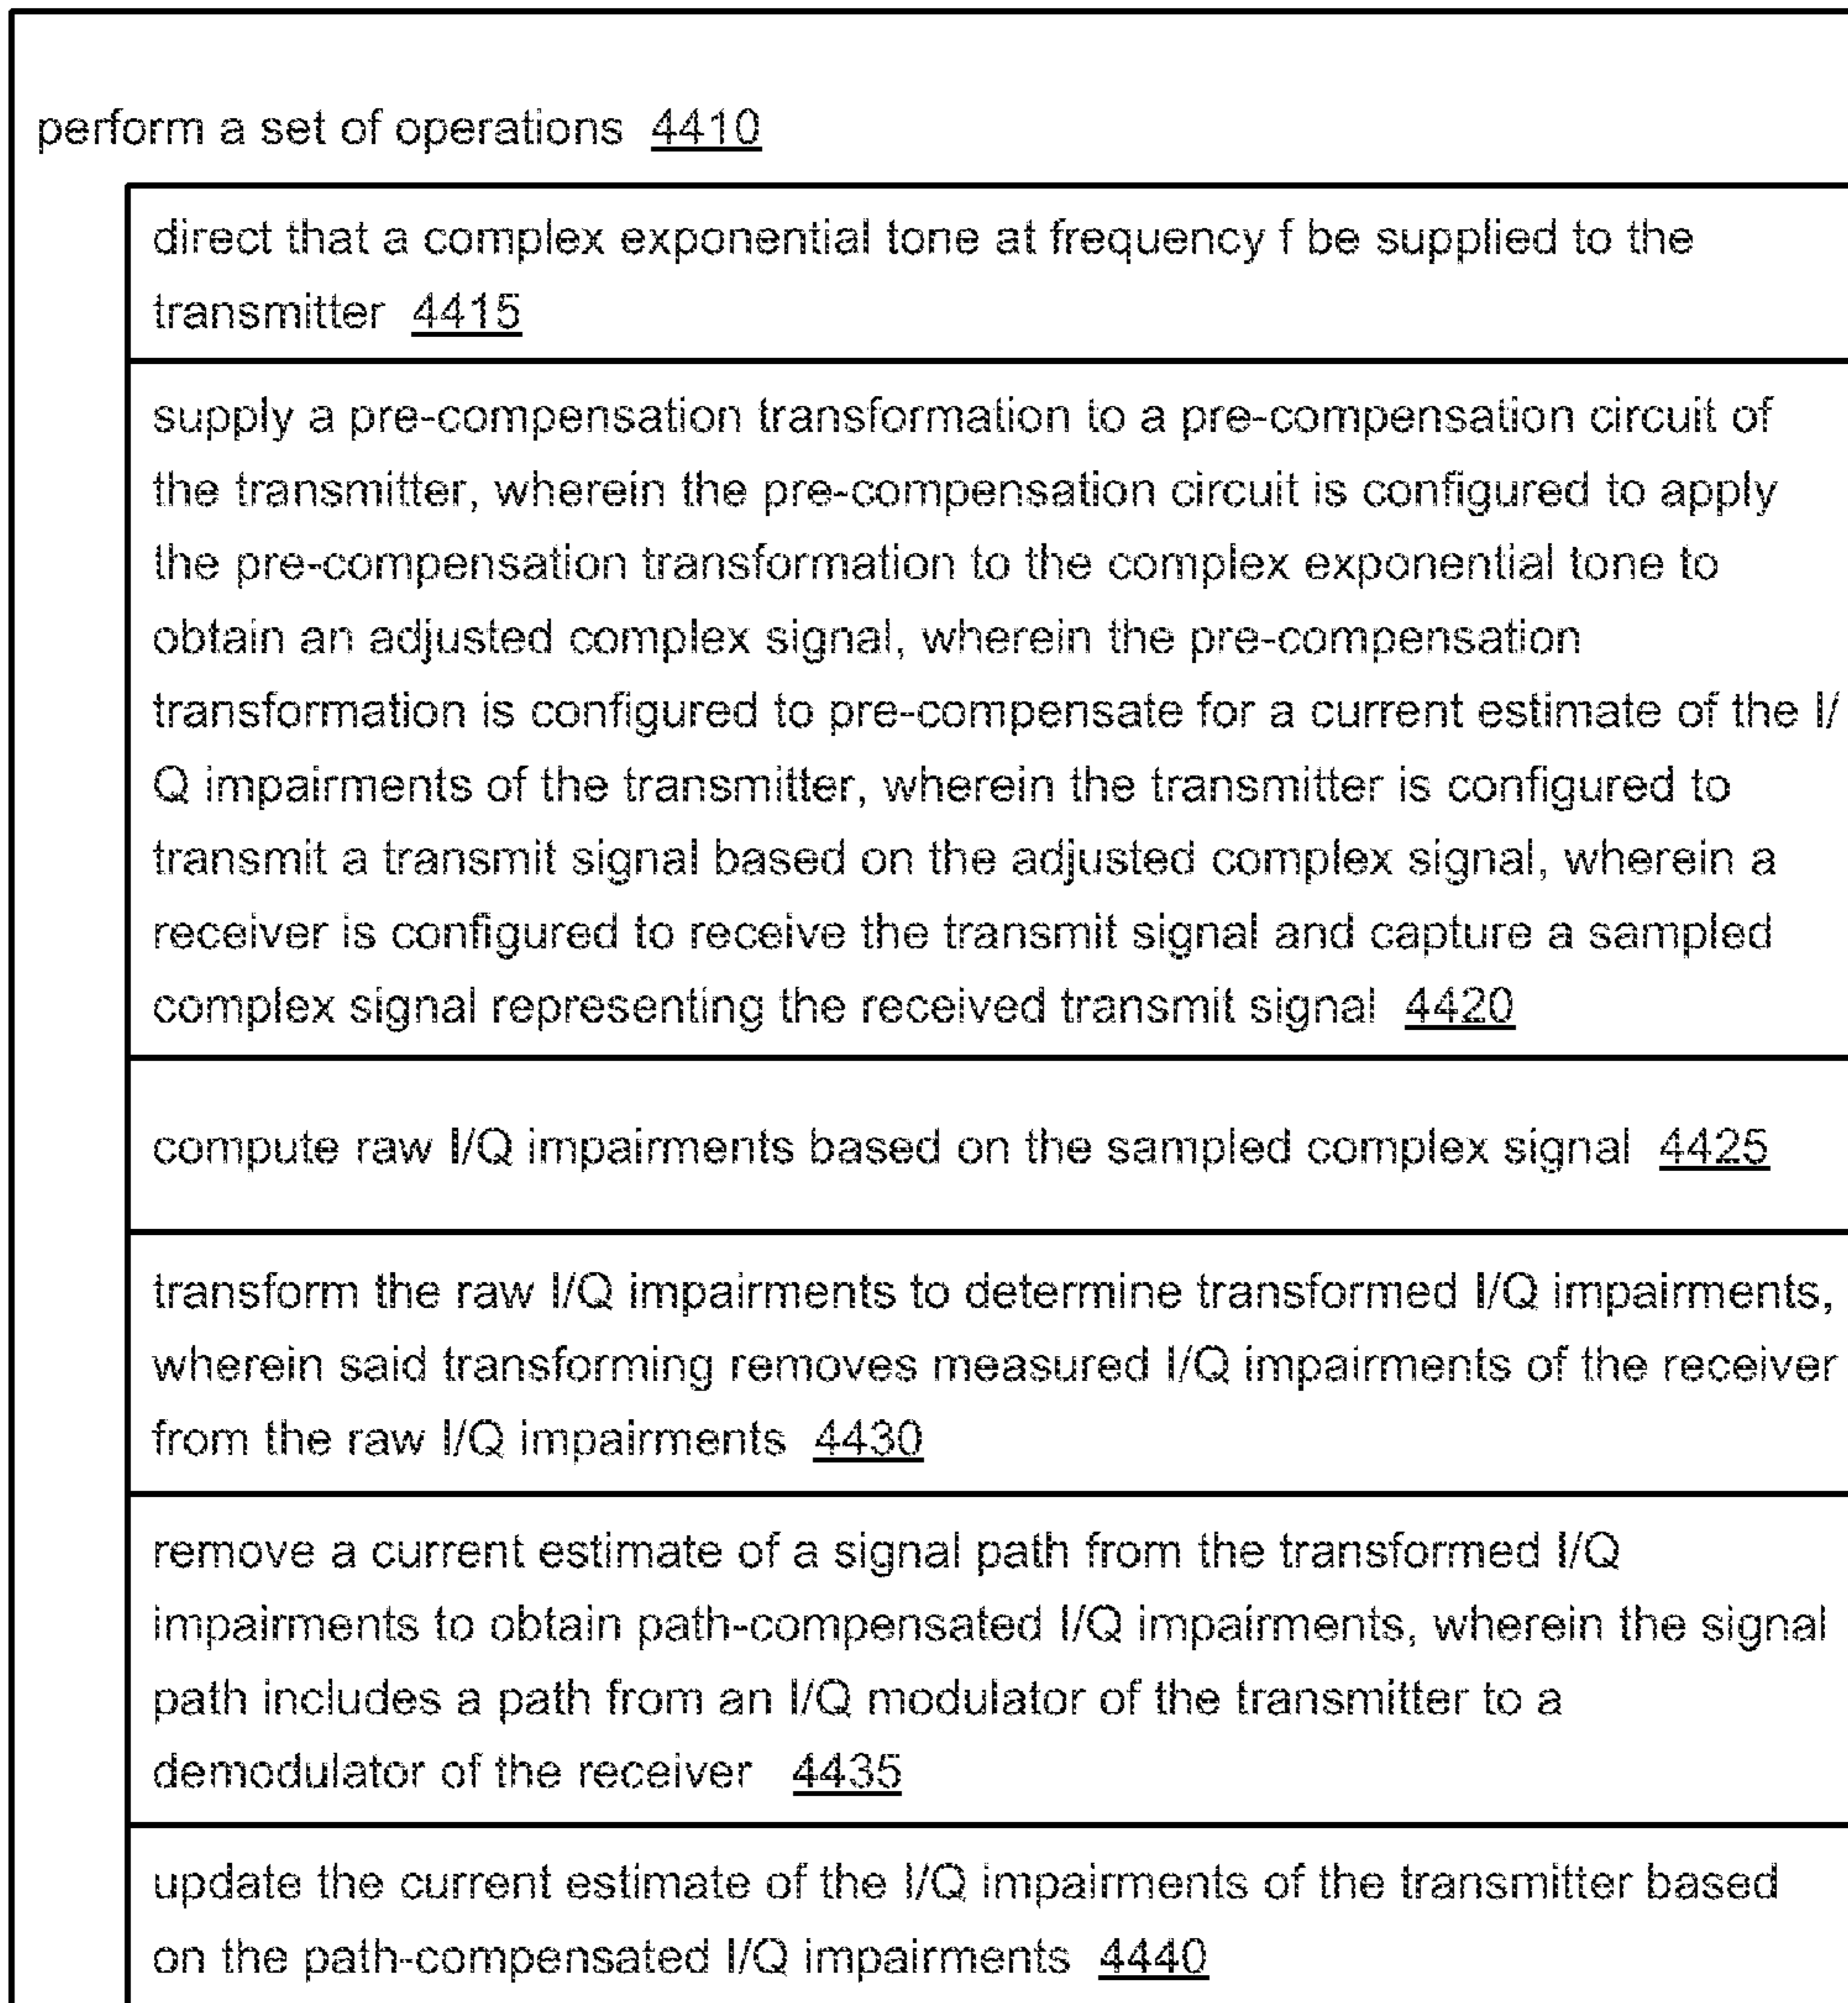 perform a set of operations 4410
direct that a complex exponential tone at frequency f be supplied to the
transmitter 4415
supply a pre-compensation transformation to a pre-compensation circuit of
the transmitter, wherein the pre-compensation circuit is configured to apply
the pre-compensation transformation to the complex exponential tone to
obtain an adjusted complex signal, wherein the pre-compensation
transformation is configured to pre-compensate for a current estimate of the I/
Q impairments of the transmitter, wherein the transmitter is configured to
transmit a transmit signal based on the adjusted complex signal, wherein a
receiver is configured to receive the transmit signal and capture a sampled
complex signal representing the received transmit signal 4420
compute raw I/Q impairments based on the sampled complex signal 4425
transform the raw I/Q impairments to determine transformed I/Q impairments,
wherein said transforming removes measured I/Q impairments of the receiver
from the raw I/Q impairments 4430
remove a current estimate of a signal path from the transformed I/Q
impairments to obtain path-compensated I/Q impairments, wherein the signal
path includes a path from an I/Q modulator of the transmitter to a
demodulator of the receiver 4435
update the current estimate of the I/Q impairments of the transmitter based
on the path-compensated I/Q impairments 4440